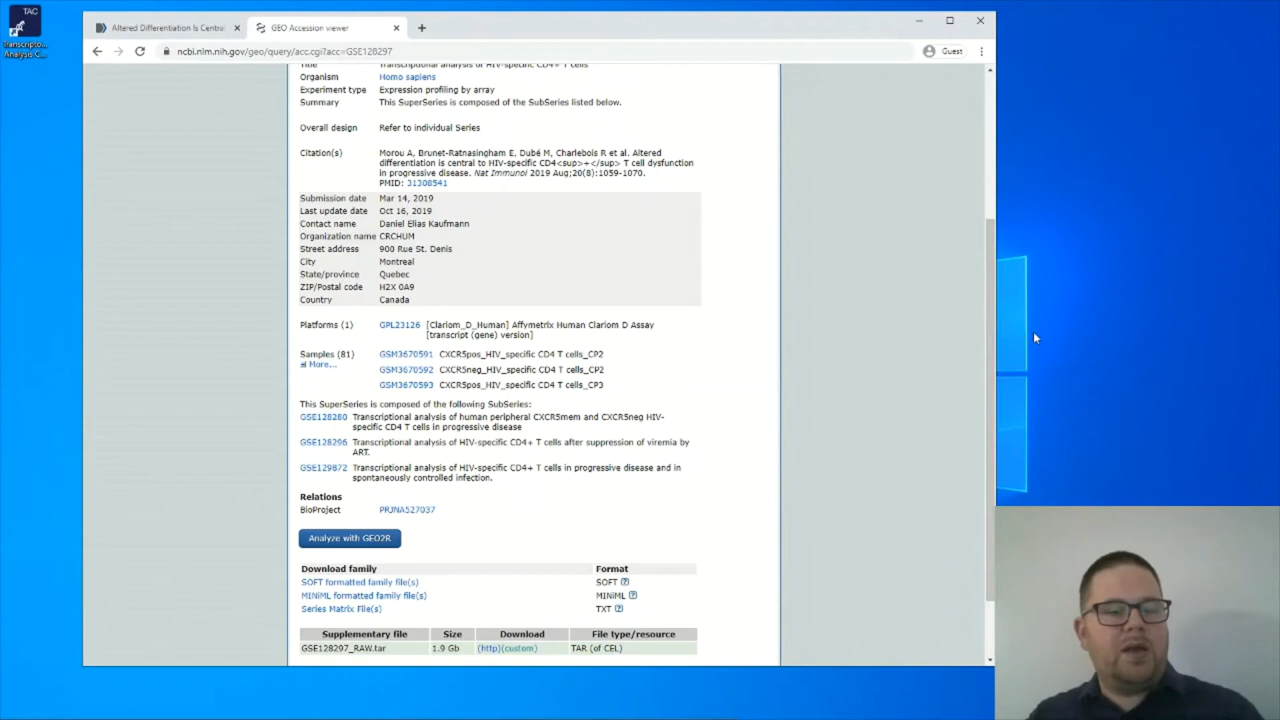 TAC
Transcripto...
Analysis C...
Altered Differentiation Is Central
GEO Accession viewer
ncbi.nlm.nih.gov/geo/query/acc.cgi?acc=GSE128297
Guest
Title Transcriptional analysis of HIV-specific CD4+ T cells
Organism Homo sapiens
Experiment type Expression profiling by array
Summary This SuperSeries is composed of the SubSeries listed below.
Overall design Refer to individual Series
Citation(s) Morou A, Brunet-Ratnasingham E, Dubé M, Charlebois R et al. Altered
differentiation is central to HIV-specific CD4<sup>+</sup> T cell dysfunction
in progressive disease. Nat Immunol 2019 Aug;20(8):1059-1070.
PMID: 31308541
Submission date Mar 14, 2019
Last update date Oct 16, 2019
Contact name Daniel Elias Kaufmann
Organization name CRCHUM
Street address 900 Rue St. Denis
City Montreal
State/province Quebec
ZIP/Postal code H2X 0A9
Country Canada
Platforms (1) GPL23126 [Clariom_D_Human] Affymetrix Human Clariom D Assay
[transcript (gene) version]
Samples (81) GSM3670591 CXCR5pos_HIV_specific CD4 T cells_CP2
More... GSM3670592 CXCR5neg_HIV_specific CD4 T cells_CP2
GSM3670593 CXCR5pos_HIV_specific CD4 T cells_CP3
This SuperSeries is composed of the following SubSeries:
GSE128280 Transcriptional analysis of human peripheral CXCR5mem and CXCR5neg HIV-
specific CD4 T cells in progressive disease
GSE128296 Transcriptional analysis of HIV-specific CD4+ T cells after suppression of viremia by
ART.
GSE129872 Transcriptional analysis of HIV-specific CD4+ T cells in progressive disease and in
spontaneously controlled infection.
Relations
BioProject PRJNA527037
Analyze with GEO2R
Download family Format
SOFT formatted family file(s) SOFT ?
MINiML formatted family file(s) MINiML ?
Series Matrix File(s) TXT ?
Supplementary file Size Download File type/resource
GSE128297_RAW.tar 1.9 Gb (http)(custom) TAR (of CEL)